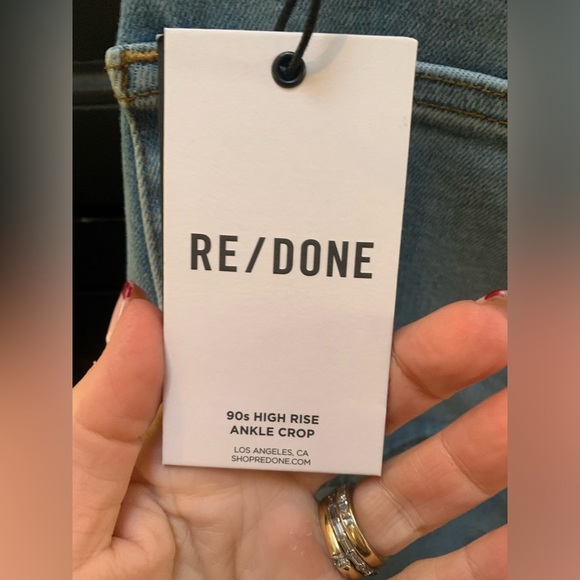 RE/DONE
90s HIGH RISE
ANKLE CROP
LOS ANGELES, CA
SHOPREDONE.COM